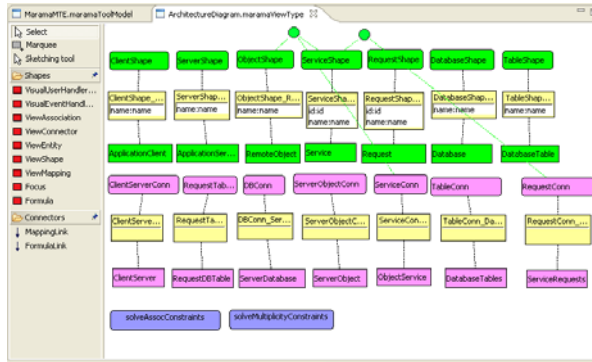 MaramaMTE.maramaToolModel
ArchitectureDiagram.maramaViewType
Select
Marquee
Sketching tool
Shapes
VisualUserHandler...
VisualEventHandl...
ViewAssociation
ViewConnector
ViewEntity
ViewShape
ViewMapping
Focus
Formula
Connectors
MappingLink
FormulaLink
ClientShape
ServerShape
ObjectShape
ServiceShape
RequestShape
DatabaseShape
TableShape
ClientShape_...
name:name
ServerShap...
name:name
ObjectShape_R...
name:name
ServiceSha...
id:id
name:name
RequestShap...
id:id
name:name
DatabaseShap...
name:name
TableShap...
name:name
ApplicationClient
ApplicationSer...
RemoteObject
Service
Request
Database
DatabaseTable
ClientServerConn
RequestTab...
DBConn
ServerObjectConn
ServiceConn
TableConn
RequestConn
ClientServe...
RequestTa...
DBConn_Ser...
ServerObjectC...
ServiceCon...
TableConn_Da...
RequestConn_...
ClientServer
RequestDBTable
ServerDatabase
ServerObject
ObjectService
DatabaseTables
ServiceRequests
solveAssocConstraints
solveMultiplicityConstraints